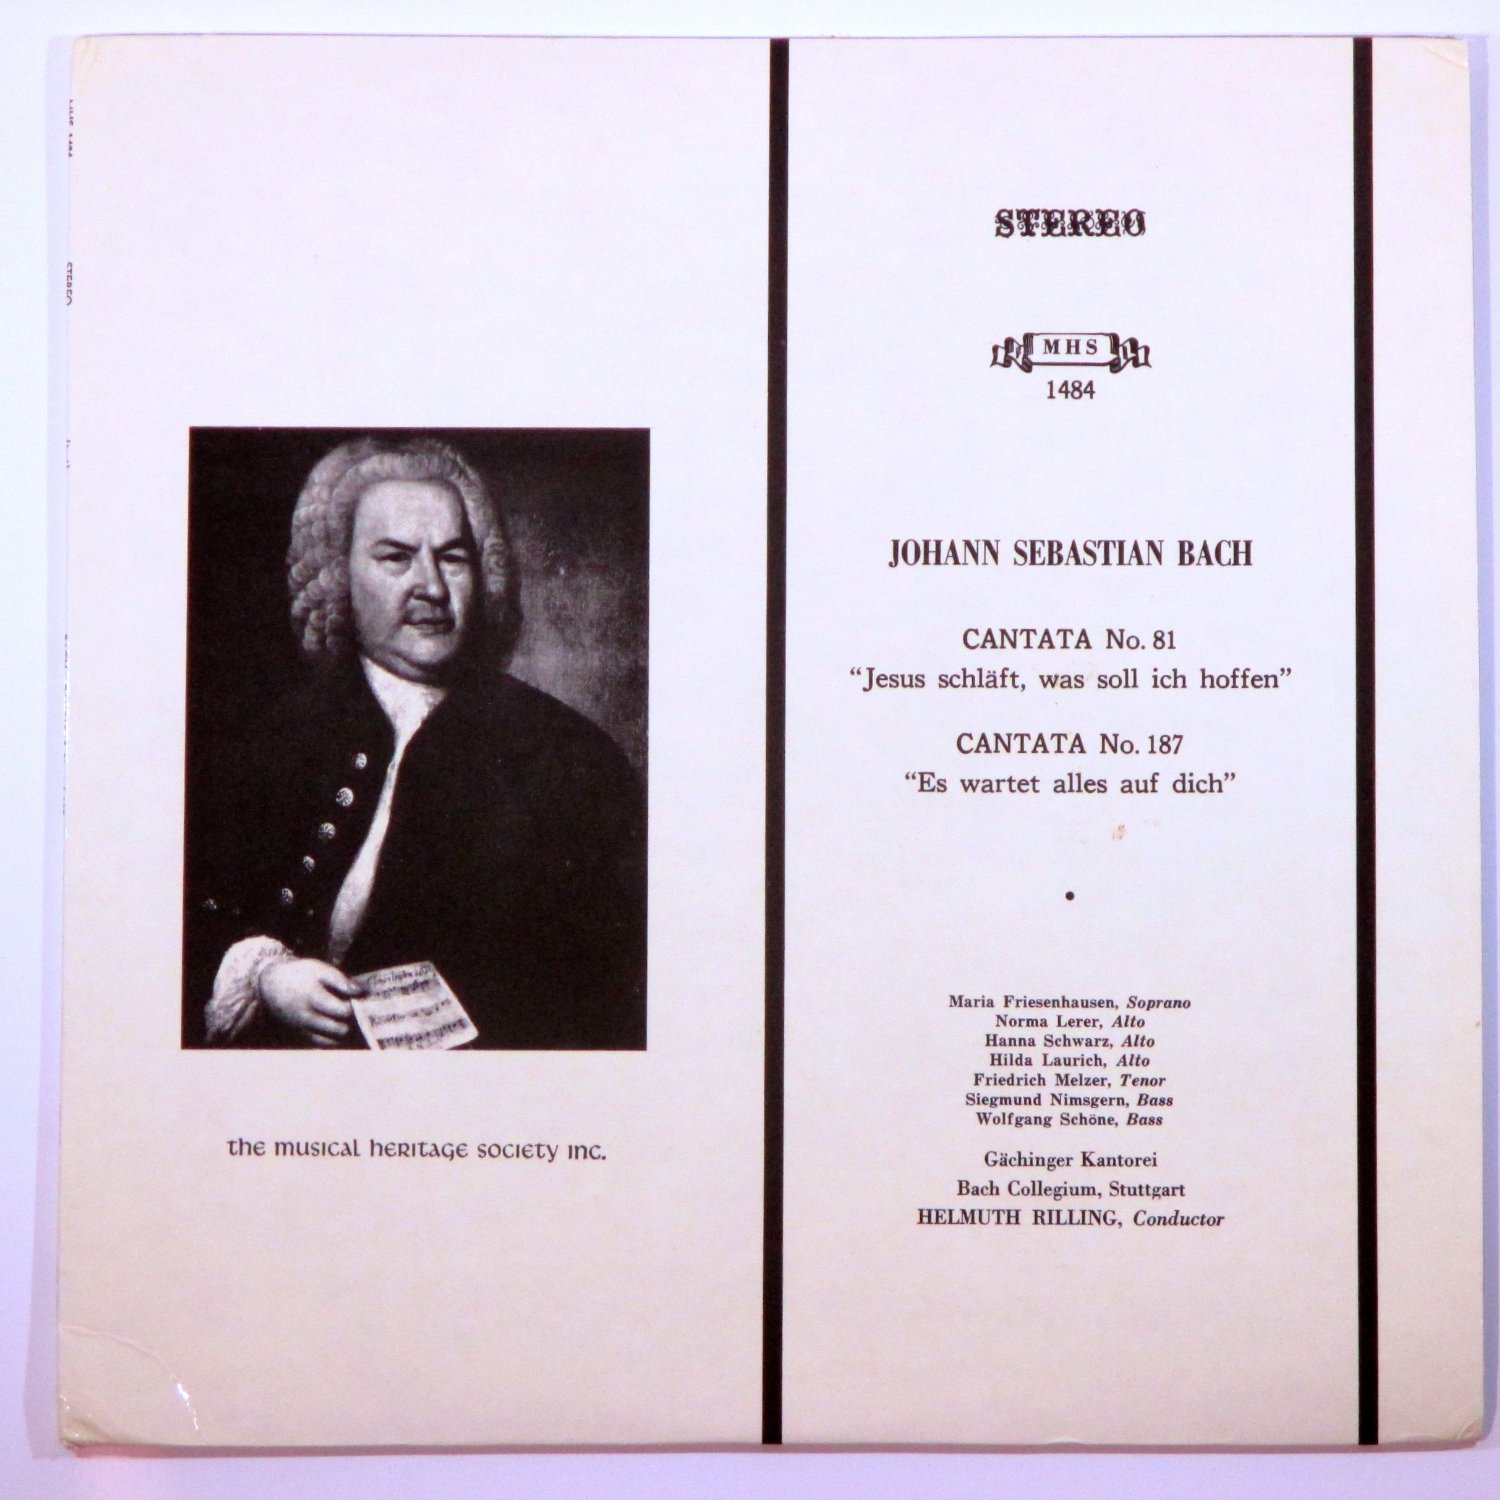 STEREO
MHS
1484
JOHANN SEBASTIAN BACH
CANTATA No. 81
“Jesus schläft, was soll ich hoffen”
CANTATA No. 187
“Es wartet alles auf dich”
•
Maria Friesenhausen, Soprano
Norma Lerer, Alto
Hanna Schwarz, Alto
Hilda Laurich, Alto
Friedrich Melzer, Tenor
Siegmund Nimsgern, Bass
Wolfgang Schöne, Bass
Gächinger Kantorei
Bach Collegium, Stuttgart
HELMUTH RILLING, Conductor
the musical heritage society inc.
STEREO